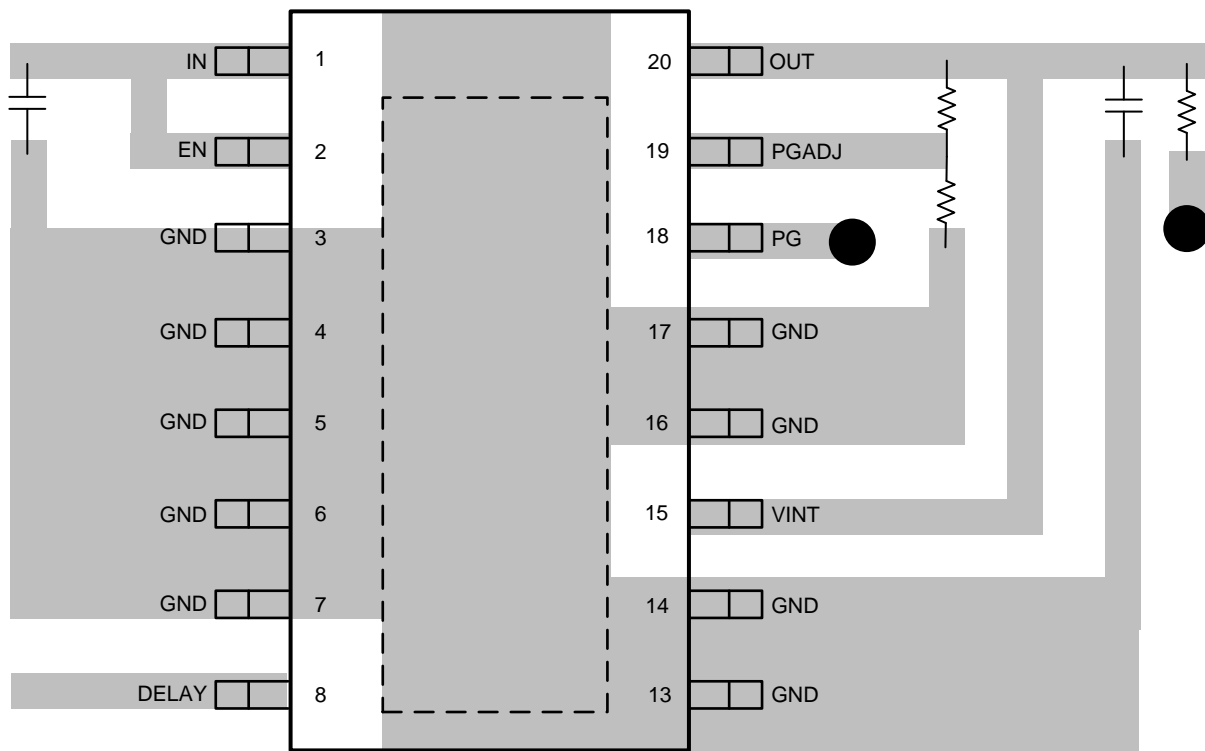 IN 1 20 OUT
EN 2 19 PGADJ
GND 3 18 PG
GND 4 17 GND
GND 5 16 GND
GND 6 15 VINT
GND 7 14 GND
DELAY 8 13 GND